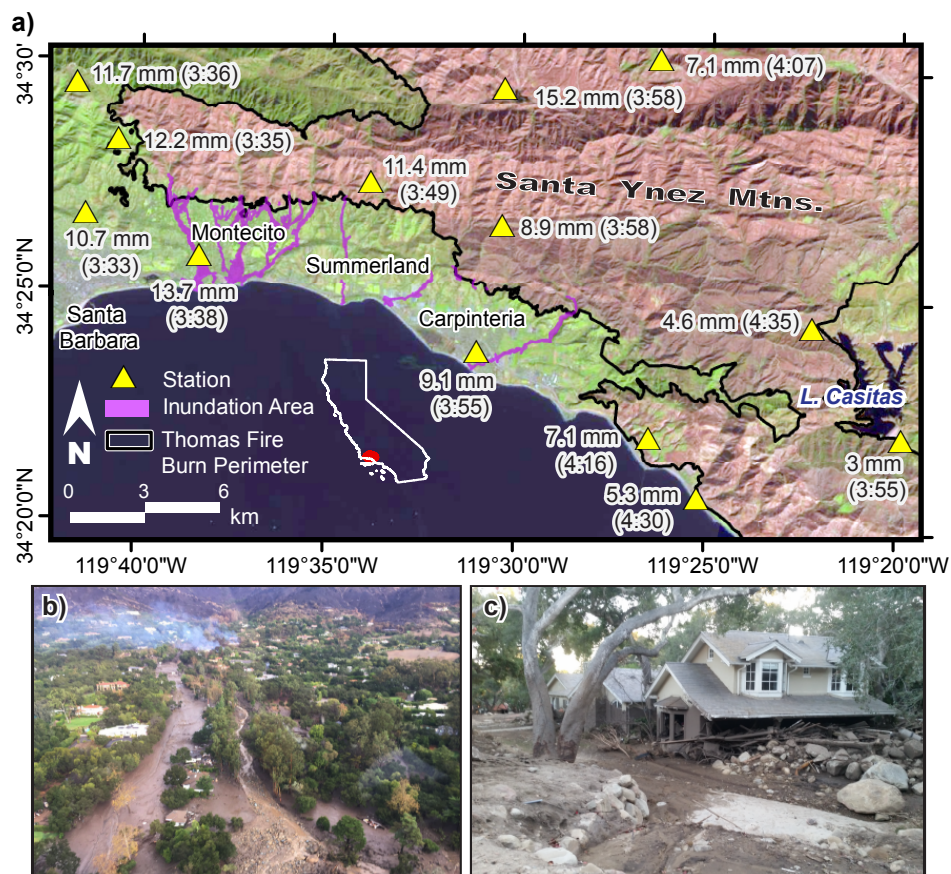 a)
34°30'
11.7 mm (3:36)
7.1 mm (4:07)
15.2 mm (3:58)
12.2 mm (3:35)
11.4 mm
(3:49)
Santa Ynez Mtns.
10.7 mm
(3:33)
Montecito
8.9 mm (3:58)
Summerland
34°25'0"N
13.7 mm
(3:38)
Santa
Barbara
Carpinteria
4.6 mm (4:35)
L. Casitas
Station
Inundation Area
Thomas Fire
Burn Perimeter
N
9.1 mm
(3:55)
7.1 mm
(4:16)
3 mm
(3:55)
5.3 mm
(4:30)
0 3 6
km
34°20'0"N
119°40'0"W 119°35'0"W 119°30'0"W 119°25'0"W 119°20'0"W
b)
c)